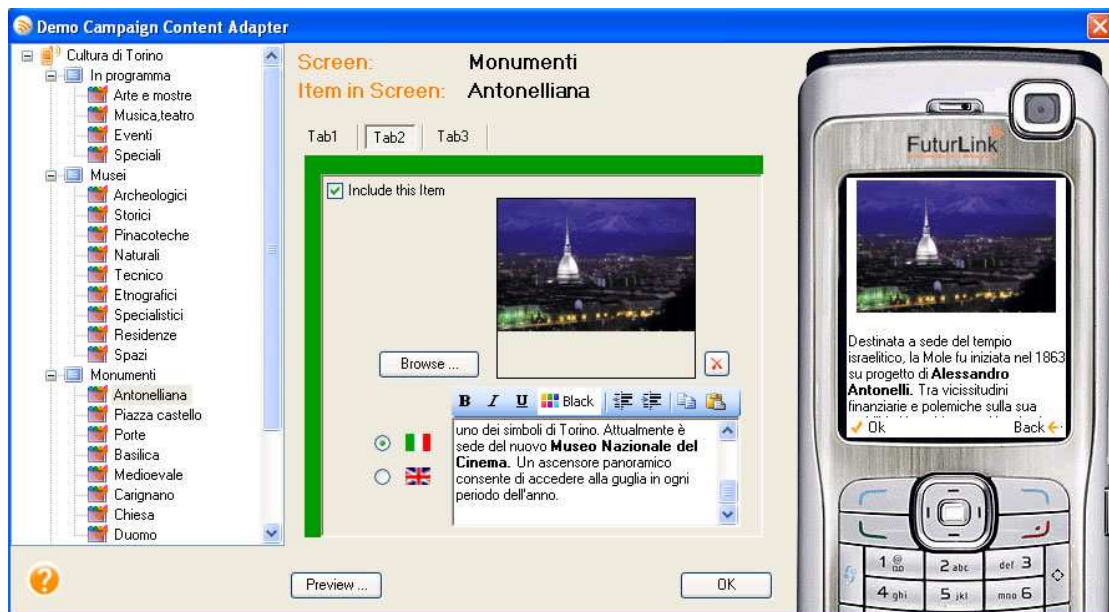 Demo Campaign Content Adapter
Cultura di Torino
In programma
Arte e mostre
Musica,teatro
Eventi
Speciali
Musei
Archeologici
Storici
Pinacoteche
Naturali
Tecnico
Etnografici
Specialistici
Residenze
Spazi
Monumenti
Antonelliana
Piazza castello
Porte
Basilica
Medioevale
Carignano
Chiesa
Duomo
Screen: Monumenti
Item in Screen: Antonelliana
Tab1 Tab2 Tab3
Include this Item
Browse ...
B I U Black
uno dei simboli di Torino. Attualmente è
sede del nuovo Museo Nazionale del
Cinema. Un ascensore panoramico
consente di accedere alla guglia in ogni
periodo dell'anno.
? Preview ... OK
FuturLink
Destinata a sede del tempio
israelitico, la Mole fu iniziata nel 1863
su progetto di Alessandro
Antonelli. Tra vicissitudini
finanziarie e polemiche sulla sua
Ok Back
1 2 abc def 3
4 ghi 5 jkl mno 6